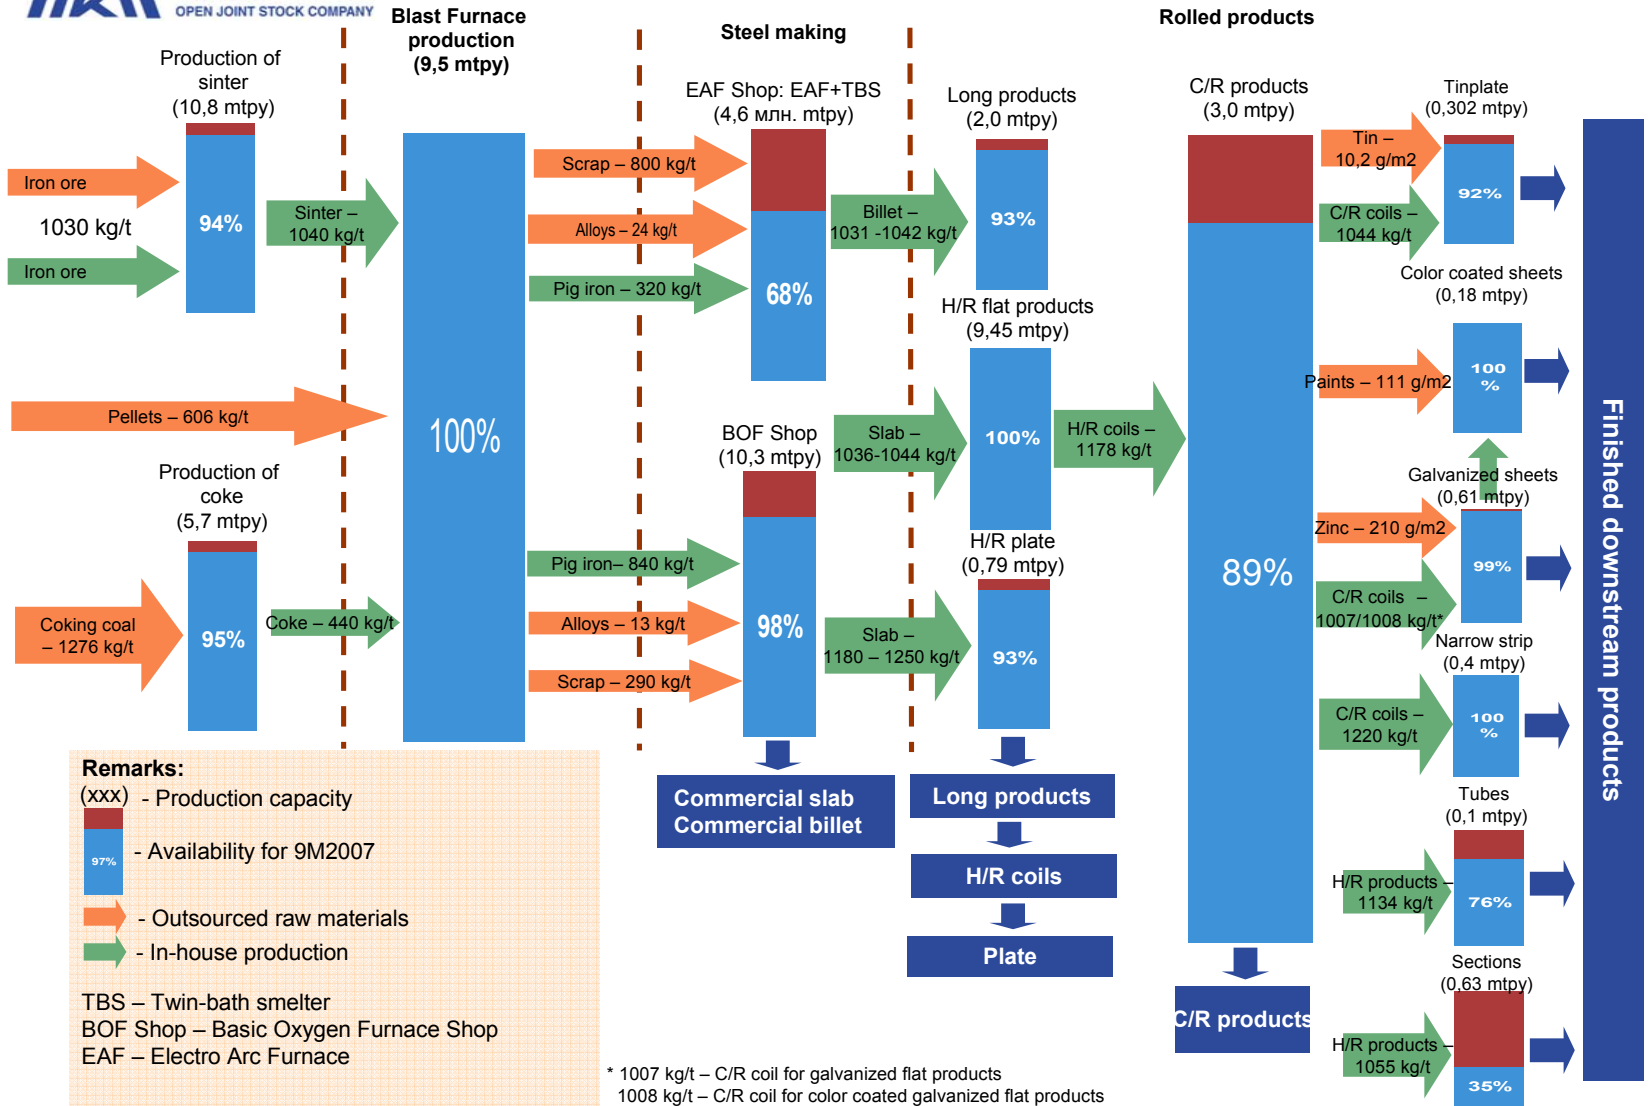 OPEN JOINT STOCK COMPANY
Blast Furnace
production
(9,5 mtpy)
Steel making
Rolled products
Production of
sinter
(10,8 mtpy)
EAF Shop: EAF+TBS
(4,6 млн. mtpy)
Long products
(2,0 mtpy)
C/R products
(3,0 mtpy)
Tinplate
(0,302 mtpy)
Iron ore
1030 kg/t
Iron ore
94%
Sinter –
1040 kg/t
Scrap – 800 kg/t
Alloys – 24 kg/t
Pig iron – 320 kg/t
68%
Billet –
1031 -1042 kg/t
93%
Tin –
10,2 g/m2
C/R coils –
1044 kg/t
92%
Color coated sheets
(0,18 mtpy)
H/R flat products
(9,45 mtpy)
Paints – 111 g/m2
100
%
Pellets – 606 kg/t
100%
BOF Shop
(10,3 mtpy)
Slab –
1036-1044 kg/t
100%
H/R coils –
1178 kg/t
Production of
coke
(5,7 mtpy)
Galvanized sheets
(0,61 mtpy)
Zinc – 210 g/m2
99%
C/R coils –
1007/1008 kg/t*
89%
H/R plate
(0,79 mtpy)
Coking coal
– 1276 kg/t
95%
Coke – 440 kg/t
Pig iron– 840 kg/t
Alloys – 13 kg/t
Scrap – 290 kg/t
98%
Slab –
1180 – 1250 kg/t
93%
Narrow strip
(0,4 mtpy)
C/R coils –
1220 kg/t
100
%
Finished downstream products
Remarks:
(xxx) - Production capacity
97%
- Availability for 9M2007
- Outsourced raw materials
- In-house production
TBS – Twin-bath smelter
BOF Shop – Basic Oxygen Furnace Shop
EAF – Electro Arc Furnace
Commercial slab
Commercial billet
Long products
H/R coils
Plate
C/R products
Tubes
(0,1 mtpy)
H/R products –
1134 kg/t
76%
Sections
(0,63 mtpy)
H/R products –
1055 kg/t
35%
* 1007 kg/t – C/R coil for galvanized flat products
1008 kg/t – C/R coil for color coated galvanized flat products